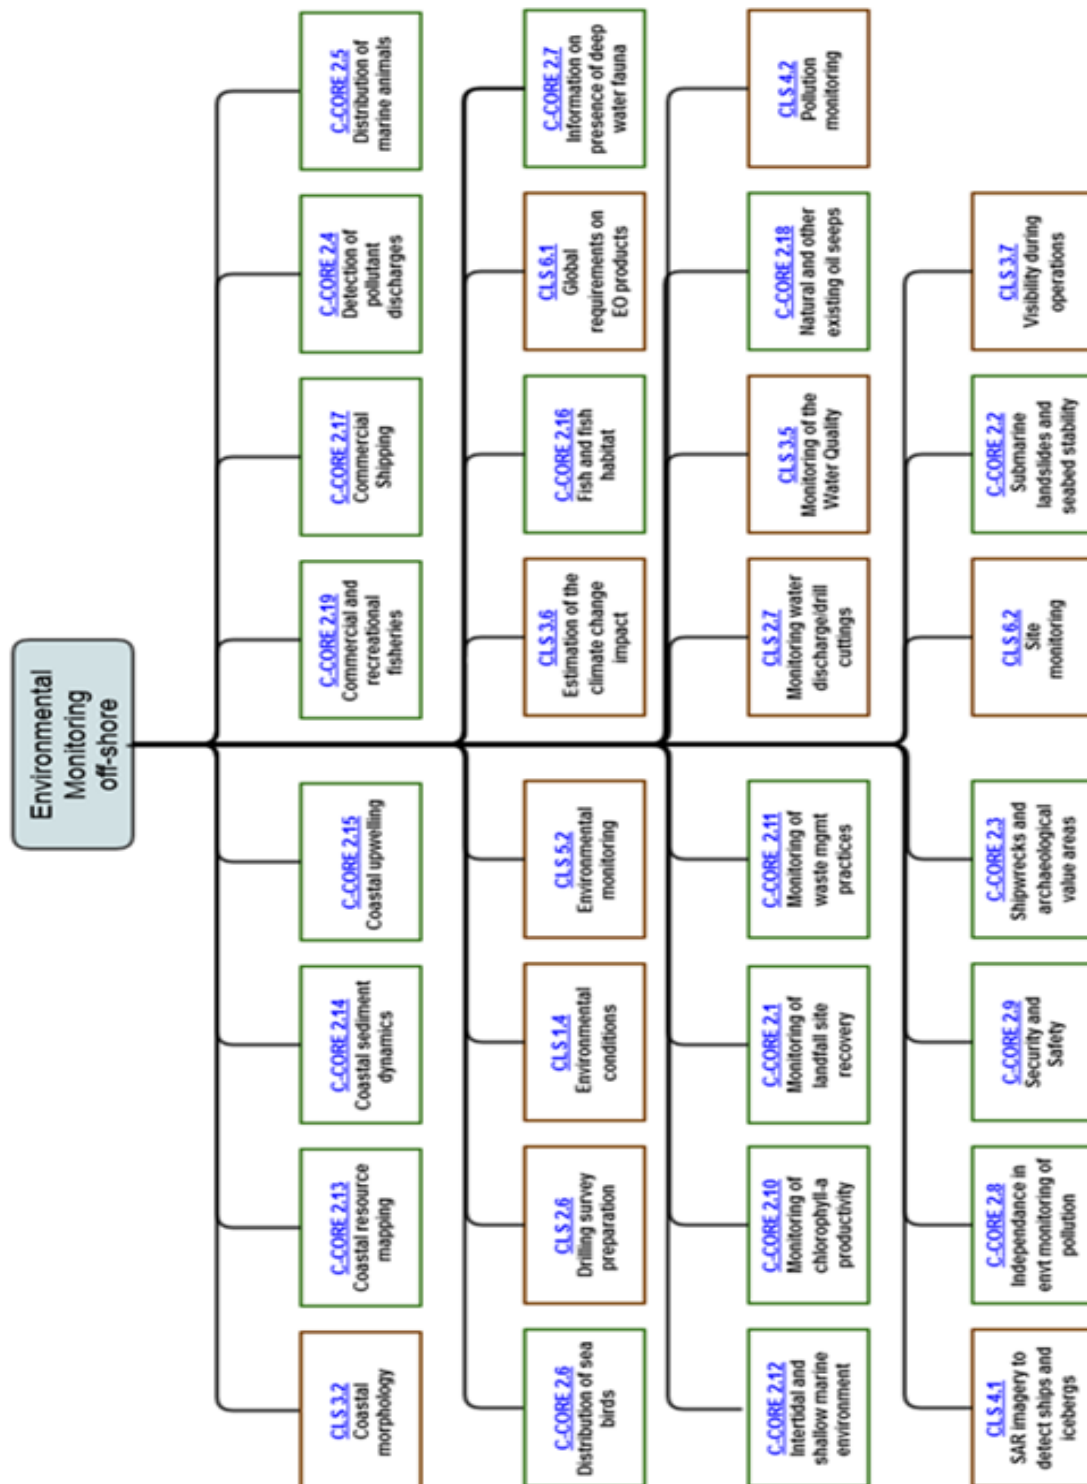 Environmental
Monitoring
off-shore
CLS 3.2
Coastal
morphology
C-CORE 2.13
Coastal resource
mapping
C-CORE 2.14
Coastal sediment
dynamics
C-CORE 2.15
Coastal upwelling
C-CORE 2.19
Commercial and
recreational
fisheries
C-CORE 2.17
Commercial
Shipping
C-CORE 2.4
Detection of
pollutant
discharges
C-CORE 2.5
Distribution of
marine animals
C-CORE 2.6
Distribution of sea
birds
CLS 2.6
Drilling survey
preparation
CLS 1.4
Environmental
conditions
CLS 5.2
Environmental
monitoring
CLS 3.6
Estimation of the
climate change
impact
C-CORE 2.16
Fish and fish
habitat
CLS 6.1
Global
requirements on
EO products
C-CORE 2.7
Information on
presence of deep
water fauna
C-CORE 2.12
Intertidal and
shallow marine
environment
C-CORE 2.10
Monitoring of
chlorophyll-a
productivity
C-CORE 2.1
Monitoring of
landfall site
recovery
C-CORE 2.11
Monitoring of
waste mgmt
practices
CLS 2.7
Monitoring water
discharge/drill
cuttings
CLS 3.5
Monitoring of the
Water Quality
C-CORE 2.18
Natural and other
existing oil seeps
CLS 4.2
Pollution
monitoring
CLS 4.1
SAR imagery to
detect ships and
icebergs
C-CORE 2.8
Independance in
envt monitoring of
pollution
C-CORE 2.9
Security and
Safety
C-CORE 2.3
Shipwrecks and
archaeological
value areas
CLS 6.2
Site
monitoring
C-CORE 2.2
Submarine
landslides and
seabed stability
CLS 3.7
Visibility during
operations